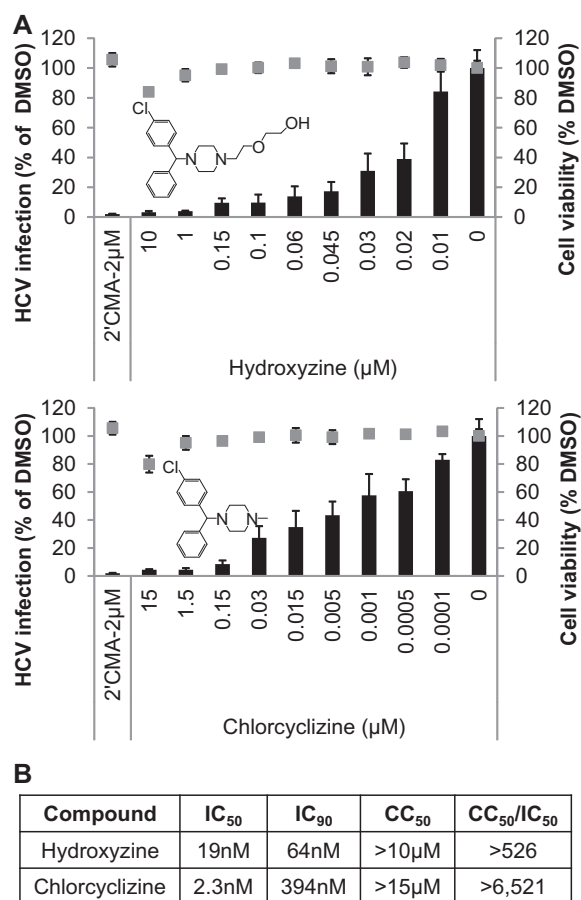 A
HCV infection (% of DMSO)
120
100
80
60
40
20
0
120
100
80
60
40
20
0
Cell viability (% of DMSO)
Cl
N
N
O
OH
2'CMA-2µM
10
1
0.15
0.1
0.06
0.045
0.03
0.02
0.01
0
Hydroxyzine (µM)
HCV infection (% of DMSO)
120
100
80
60
40
20
0
120
100
80
60
40
20
0
Cell viability (% of DMSO)
Cl
N
N
2'CMA-2µM
15
1.5
0.15
0.03
0.015
0.005
0.001
0.0005
0.0001
0
Chlorcyclizine (µM)
B
Compound IC50 IC90 CC50 CC50/IC50
Hydroxyzine 19nM 64nM >10µM >526
Chlorcyclizine 2.3nM 394nM >15µM >6,521